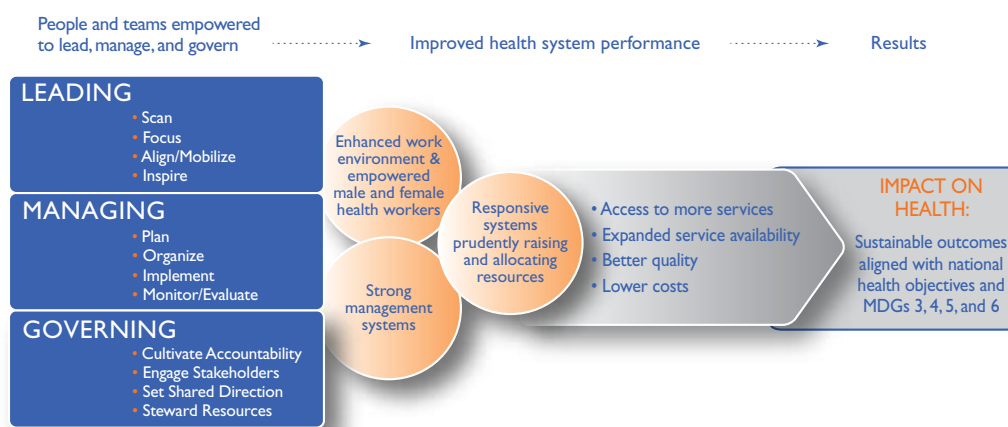 People and teams empowered
to lead, manage, and govern
Improved health system performance
Results
LEADING
• Scan
• Focus
• Align/Mobilize
• Inspire
MANAGING
• Plan
• Organize
• Implement
• Monitor/Evaluate
GOVERNING
• Cultivate Accountability
• Engage Stakeholders
• Set Shared Direction
• Steward Resources
Enhanced work
environment &
empowered
male and female
health workers
Strong
management
systems
Responsive
systems
prudently raising
and allocating
resources
• Access to more services
• Expanded service availability
• Better quality
• Lower costs
IMPACT ON
HEALTH:
Sustainable outcomes
aligned with national
health objectives and
MDGs 3, 4, 5, and 6